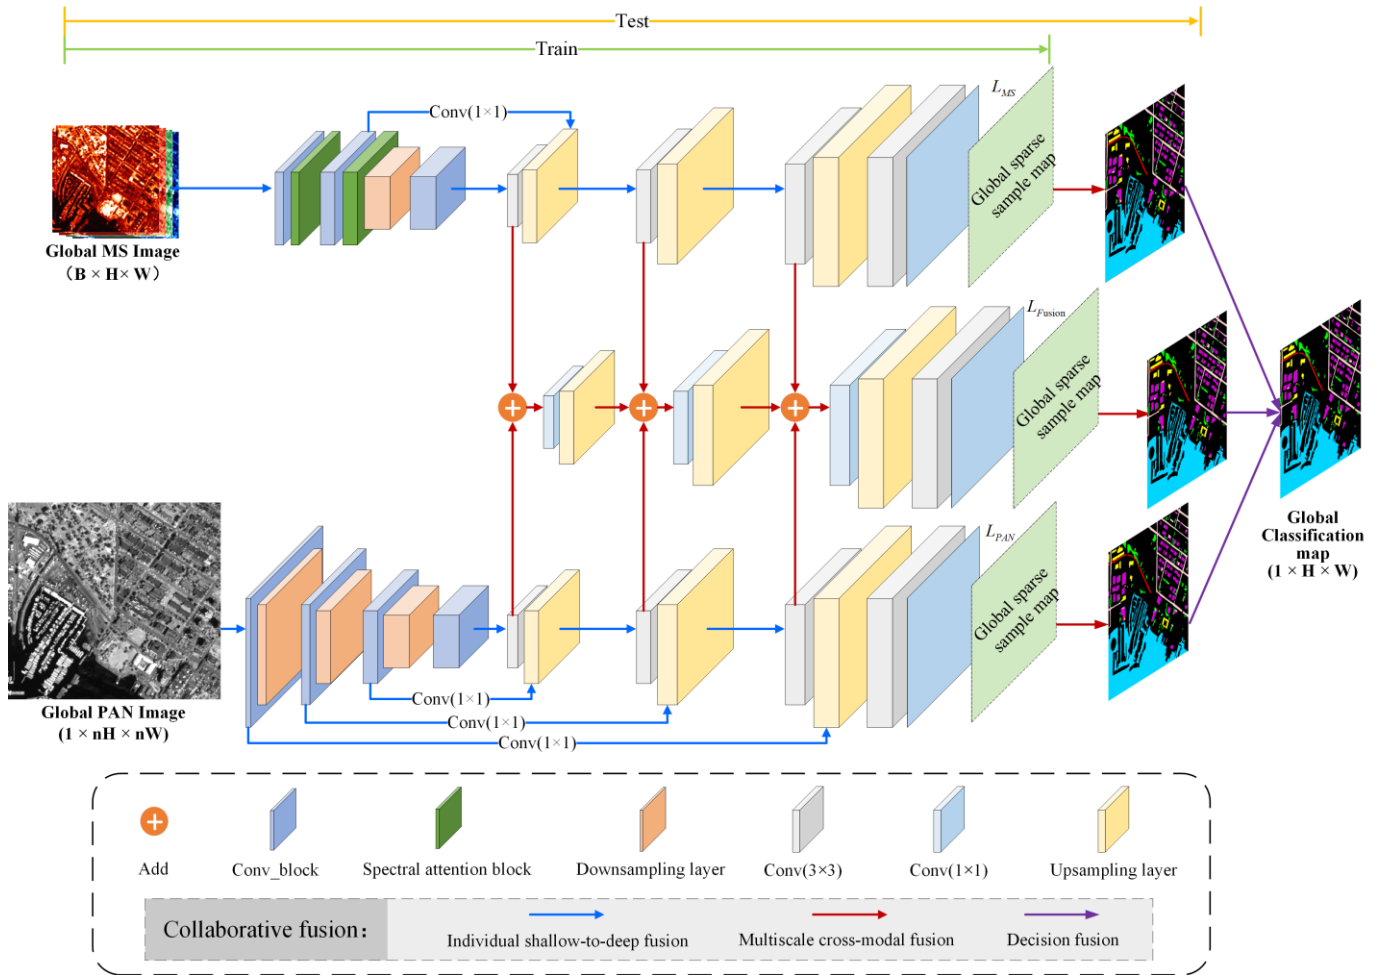 Test
Train
Conv(1×1)
L_MS
Global sparse
sample map
Global MS Image
(B × H× W)
L_Fusion
Global sparse
sample map
Global
Classification
map
(1 × H × W)
L_PAN
Global sparse
sample map
Global PAN Image
(1 × nH × nW)
Conv(1×1)
Conv(1×1)
Conv(1×1)
Add
Conv_block
Spectral attention block
Downsampling layer
Conv(3×3)
Conv(1×1)
Upsampling layer
Collaborative fusion:
Individual shallow-to-deep fusion
Multiscale cross-modal fusion
Decision fusion